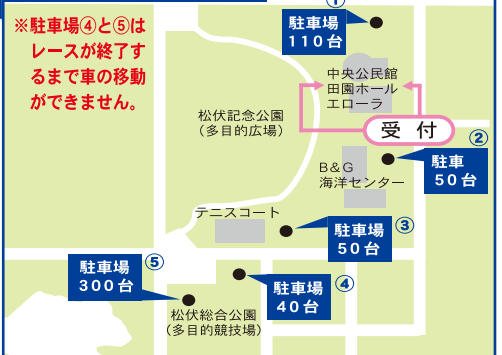 ※駐車場④と⑤は
レースが終了す
るまで車の移動
ができません。
①
駐車場
110台
中央公民館
田園ホール
エローラ
松伏記念公園
（多目的広場）
受付
②
駐車
50台
B&G
海洋センター
テニスコート
③
駐車場
50台
⑤
駐車場
300台
④
駐車場
40台
松伏総合公園
（多目的競技場）